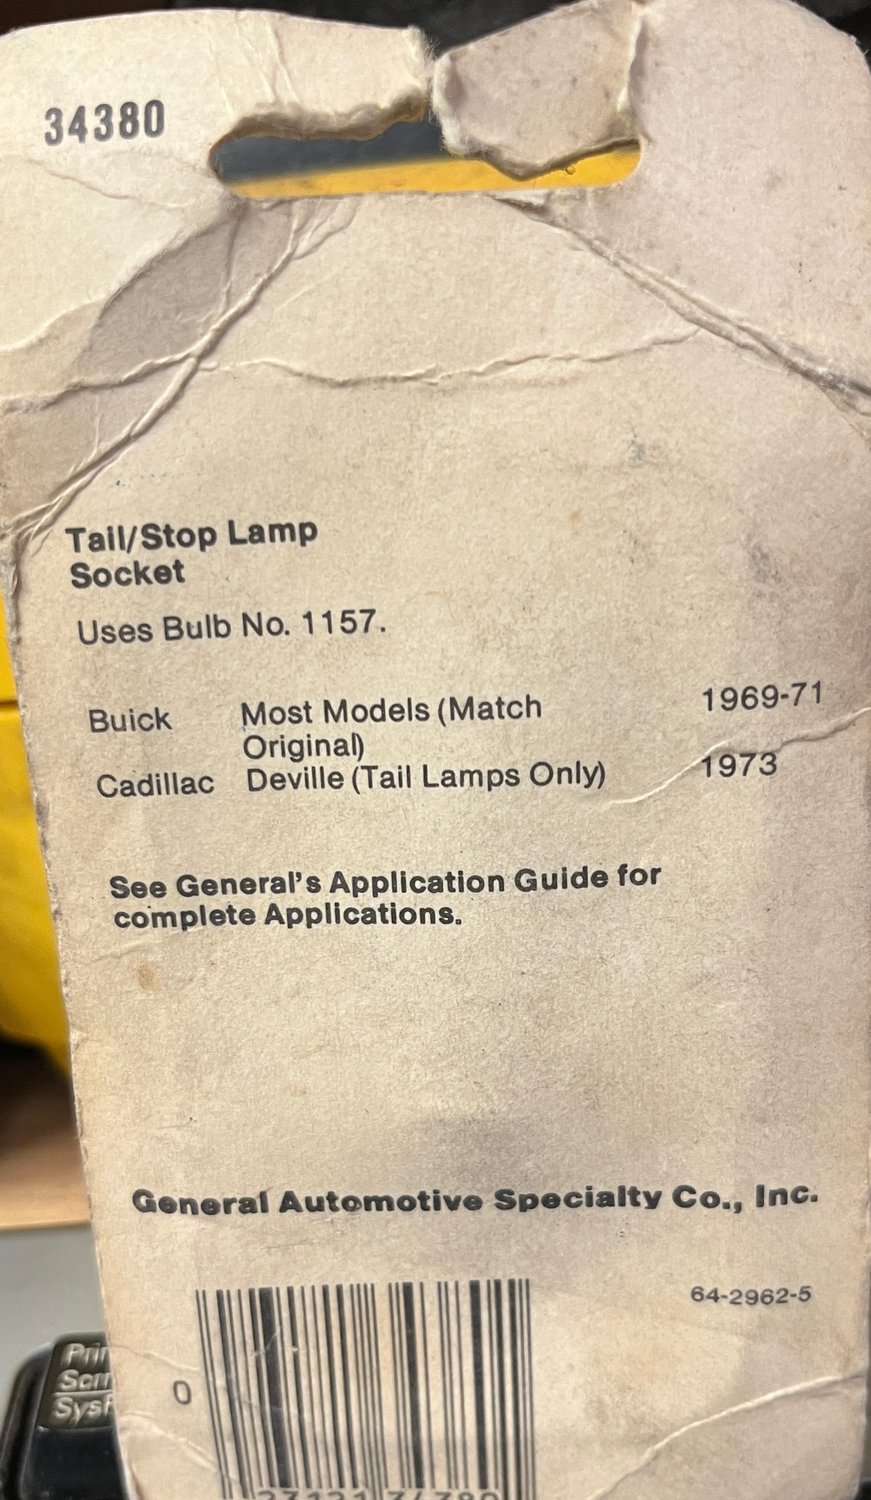 34380
Tail/Stop Lamp
Socket
Uses Bulb No. 1157.
Buick Most Models (Match 1969-71
Original)
Cadillac Deville (Tail Lamps Only) 1973
See General's Application Guide for
complete Applications.
General Automotive Specialty Co., Inc.
64-2962-5
0
23121 34380